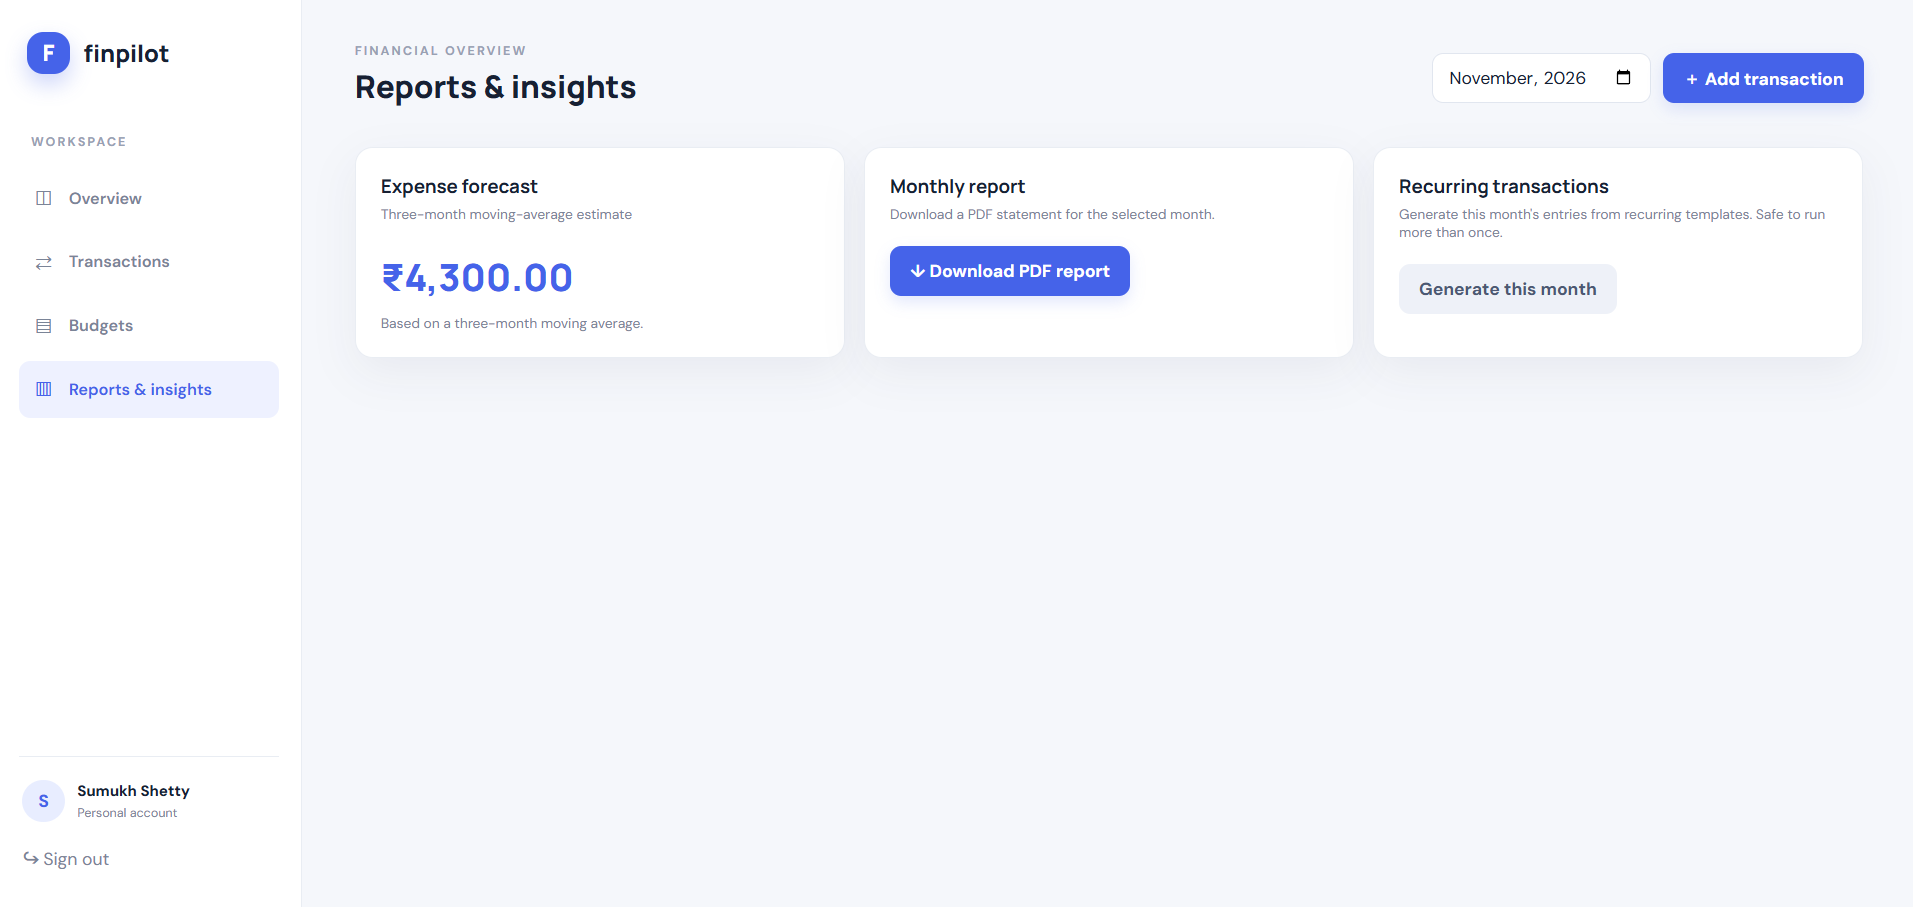 F finpilot
WORKSPACE
Overview
Transactions
Budgets
Reports & insights
S
Sumukh Shetty
Personal account
↪ Sign out
FINANCIAL OVERVIEW
Reports & insights
November, 2026
+ Add transaction
Expense forecast
Three-month moving-average estimate
₹4,300.00
Based on a three-month moving average.
Monthly report
Download a PDF statement for the selected month.
↓ Download PDF report
Recurring transactions
Generate this month's entries from recurring templates. Safe to run
more than once.
Generate this month